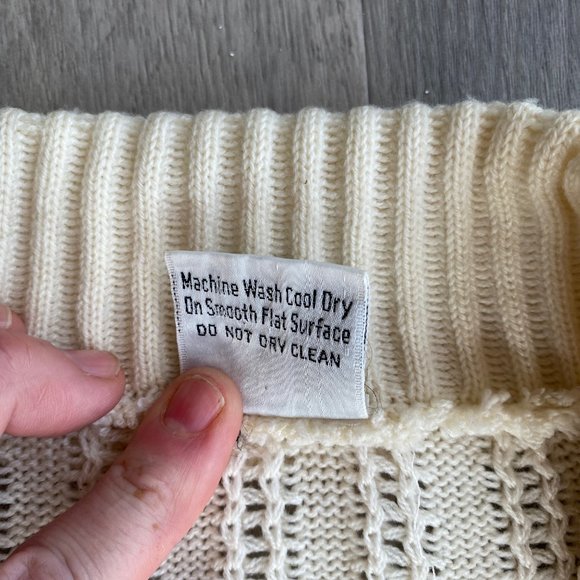 Machine Wash Cool Dry
On Smooth Flat Surface
DO NOT DRY CLEAN